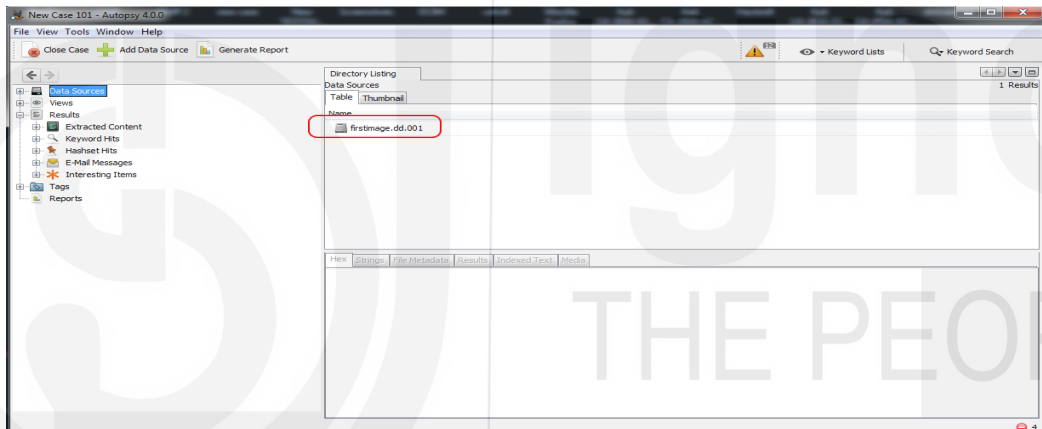 New Case 101 - Autopsy 4.0.0
File View Tools Window Help
Close Case Add Data Source Generate Report Keyword Lists Keyword Search
Directory Listing
Data Sources 1 Results
Table Thumbnail
Name
firstimage.dd.001
Data Sources
Views
Results
Extracted Content
Keyword Hits
Hashset Hits
E-Mail Messages
Interesting Items
Tags
Reports
Hex Strings File Metadata Results Indexed Text Media
ign
THE PEO
4